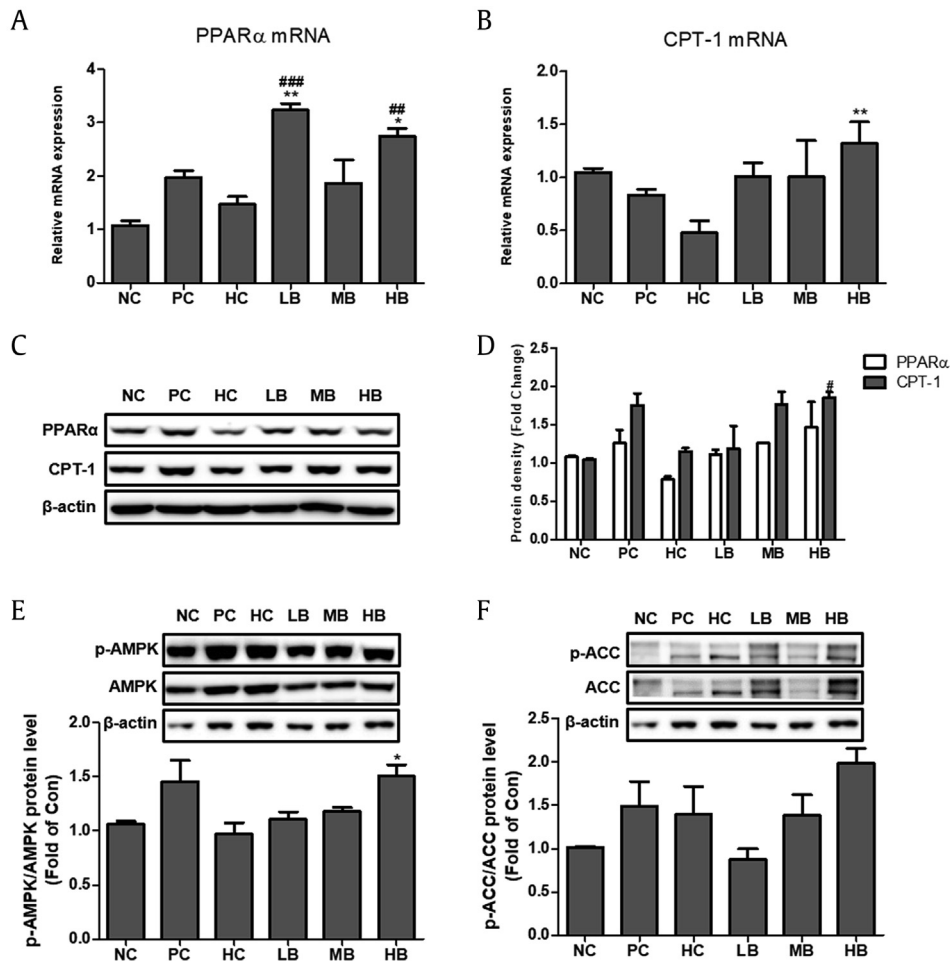 A
PPARα mRNA
Relative mRNA expression
4
3
2
1
0
###
**
##
*
NC PC HC LB MB HB
B
CPT-1 mRNA
Relative mRNA expression
2.0
1.5
1.0
0.5
0.0
**
NC PC HC LB MB HB
C
NC PC HC LB MB HB
PPARα
CPT-1
β-actin
D
Protein density (Fold Change)
2.5
2.0
1.5
1.0
0.5
0.0
#
NC PC HC LB MB HB
PPARα
CPT-1
E
NC PC HC LB MB HB
p-AMPK
AMPK
β-actin
p-AMPK/AMPK protein level
(Fold of Con)
2.0
1.5
1.0
0.5
0.0
*
NC PC HC LB MB HB
F
NC PC HC LB MB HB
p-ACC
ACC
β-actin
p-ACC/ACC protein level
(Fold of Con)
2.5
2.0
1.5
1.0
0.5
0.0
NC PC HC LB MB HB